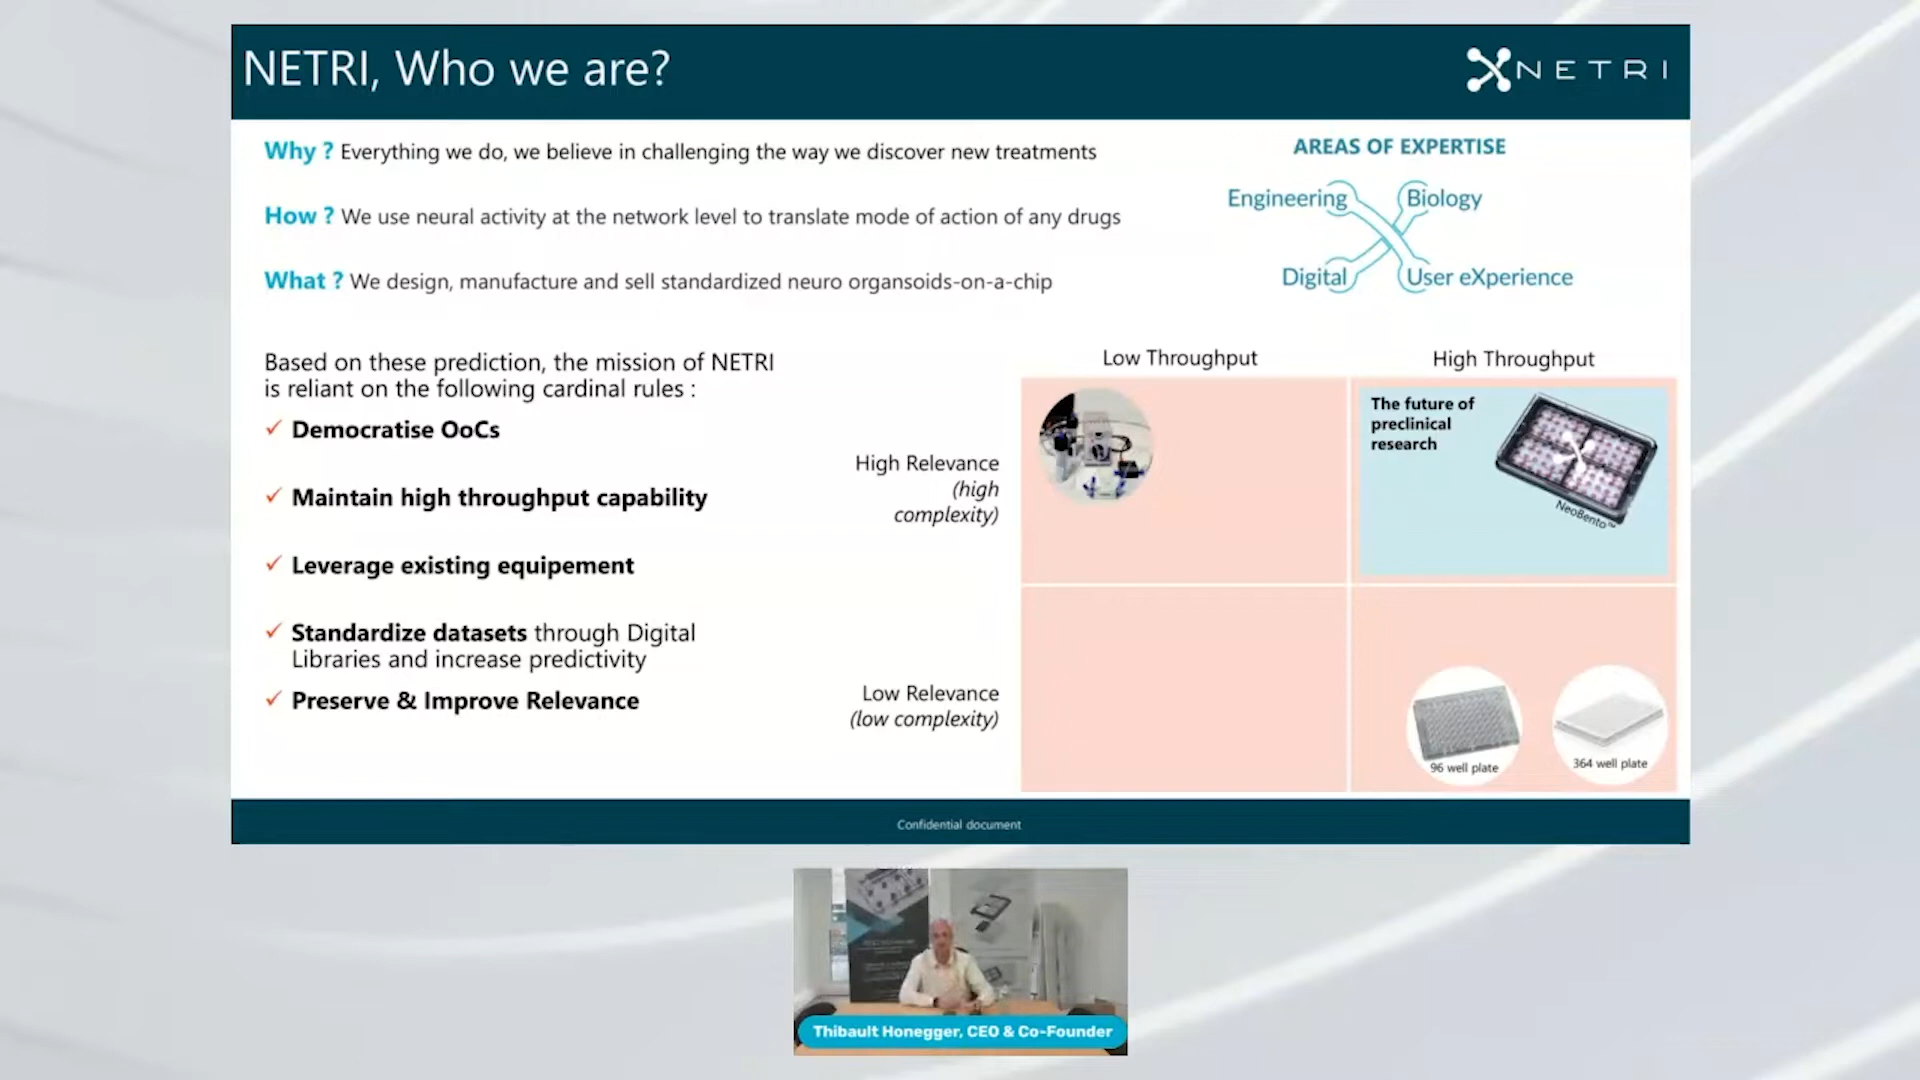 NETRI, Who we are?
NETRI
Why ? Everything we do, we believe in challenging the way we discover new treatments
How ? We use neural activity at the network level to translate mode of action of any drugs
What ? We design, manufacture and sell standardized neuro organsoids-on-a-chip
AREAS OF EXPERTISE
Engineering
Biology
Digital
User eXperience
Based on these prediction, the mission of NETRI
is reliant on the following cardinal rules :
✓ Democratise OoCs
✓ Maintain high throughput capability
✓ Leverage existing equipement
✓ Standardize datasets through Digital
Libraries and increase predictivity
✓ Preserve & Improve Relevance
Low Throughput
High Throughput
High Relevance
(high
complexity)
The future of
preclinical
research
NeoBento™
Low Relevance
(low complexity)
96 well plate
364 well plate
Confidential document
Thibault Honegger, CEO & Co-Founder